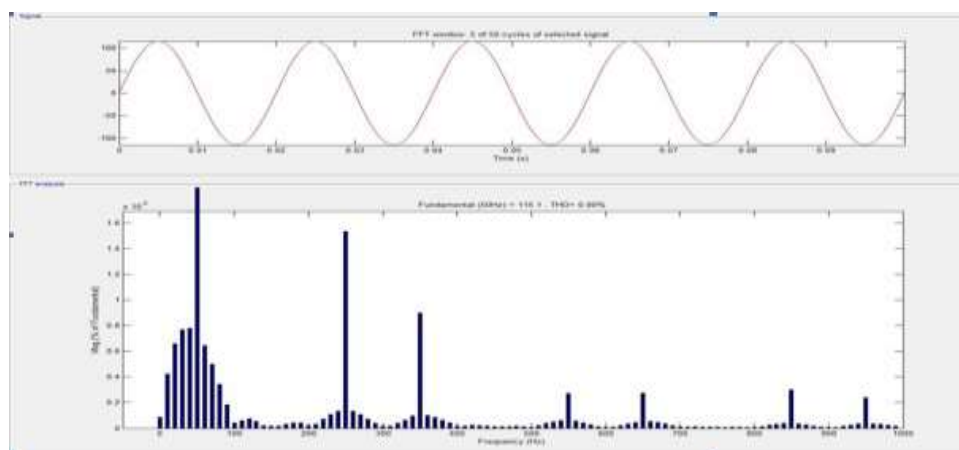 Signal
FFT window: 5 of 50 cycles of selected signal
100
50
0
-50
-100
0 0.01 0.02 0.03 0.04 0.05 0.06 0.07 0.08 0.09
Time (s)
FFT analysis
Fundamental (50Hz) = 116.1 , THD= 0.00%
1.6
1.4
1.2
1
0.8
0.6
0.4
0.2
0
Mag (% of Fundamental)
0 100 200 300 400 500 600 700 800 900 1000
Frequency (Hz)